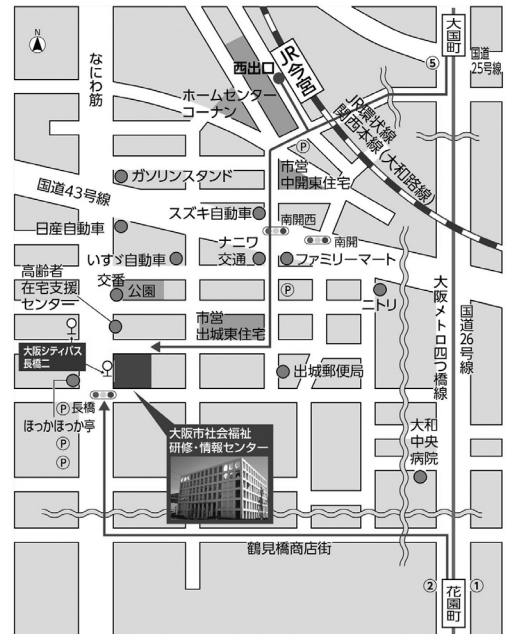 N
なにわ筋
大国町
⑤
国道
25号線
JR今宮
西出口
ホームセンター
コーナン
JR環状線
関西本線(大和路線)
Ⓟ
市営
中開東住宅
ガソリンスタンド
国道43号線
スズキ自動車
日産自動車
南開西
南開
いすゞ自動車
ナニワ
交通
ファミリーマート
高齢者
在宅支援
センター
交番
公園
Ⓟ
ニトリ
大阪メトロ四つ橋線
国道26号線
市営
出城東住宅
大阪シティバス
長橋二
出城郵便局
Ⓟ
長橋
ほっかほっか亭
Ⓟ
Ⓟ
大阪市社会福祉
研修・情報センター
大和
中央
病院
鶴見橋商店街
②
花園町
①